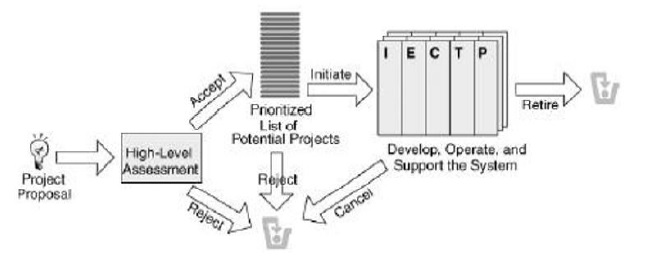 Project
Proposal
High-Level
Assessment
Accept
Reject
Prioritized
List of
Potential Projects
Reject
Initiate
I E C T P
Develop, Operate, and
Support the System
Cancel
Retire